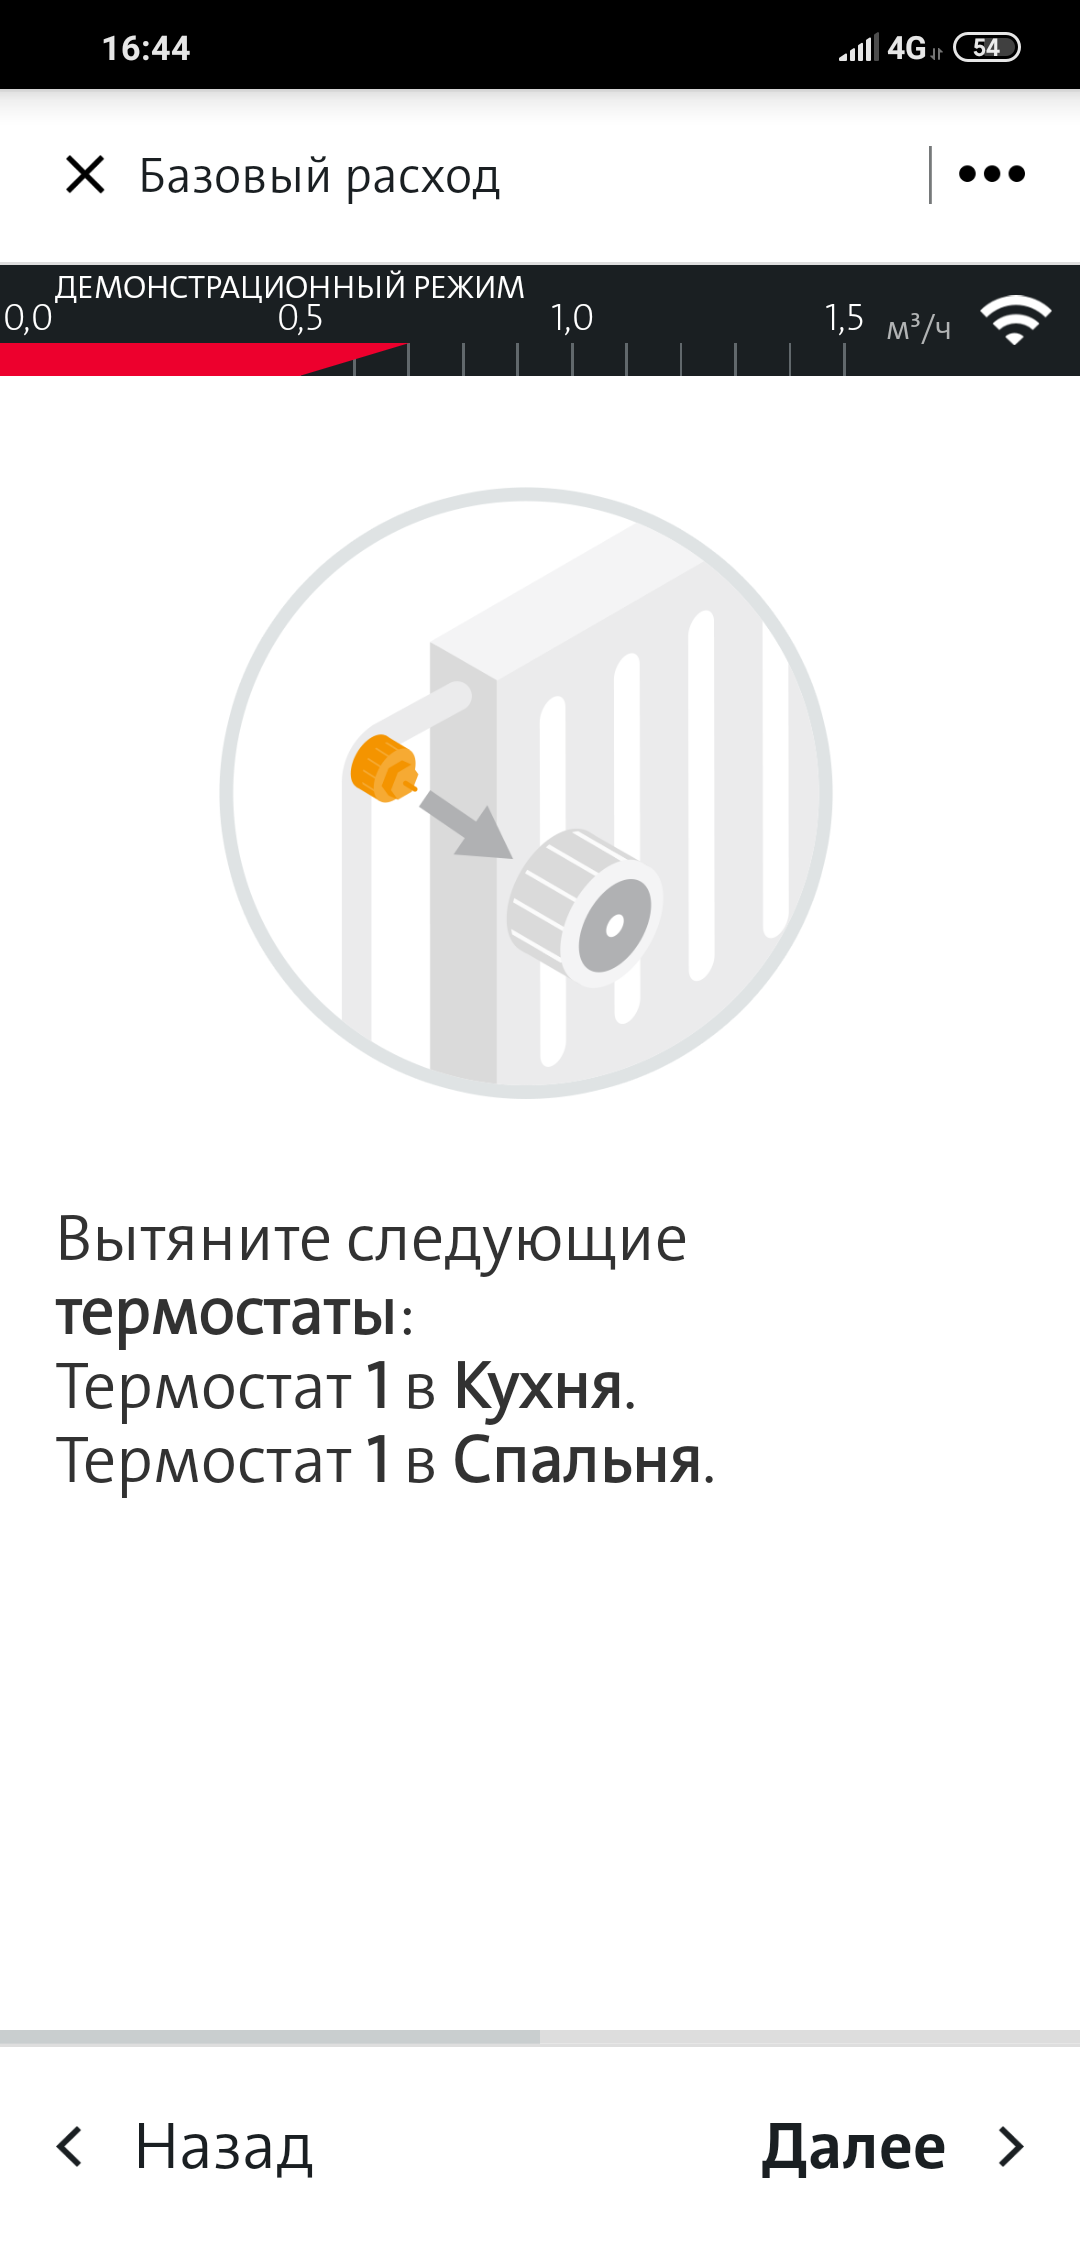 16:44
4G
54
Базовый расход
ДЕМОНСТРАЦИОННЫЙ РЕЖИМ
0,0 0,5 1,0 1,5 м³/ч
Вытяните следующие
термостаты:
Термостат 1 в Кухня.
Термостат 1 в Спальня.
Назад
Далее